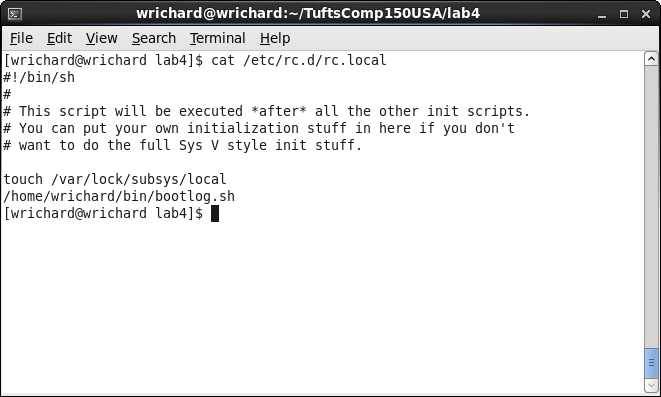 wrichard@wrichard:~/TuftsComp150USA/lab4
File Edit View Search Terminal Help
[wrichard@wrichard lab4]$ cat /etc/rc.d/rc.local
#!/bin/sh
#
# This script will be executed *after* all the other init scripts.
# You can put your own initialization stuff in here if you don't
# want to do the full Sys V style init stuff.

touch /var/lock/subsys/local
/home/wrichard/bin/bootlog.sh
[wrichard@wrichard lab4]$